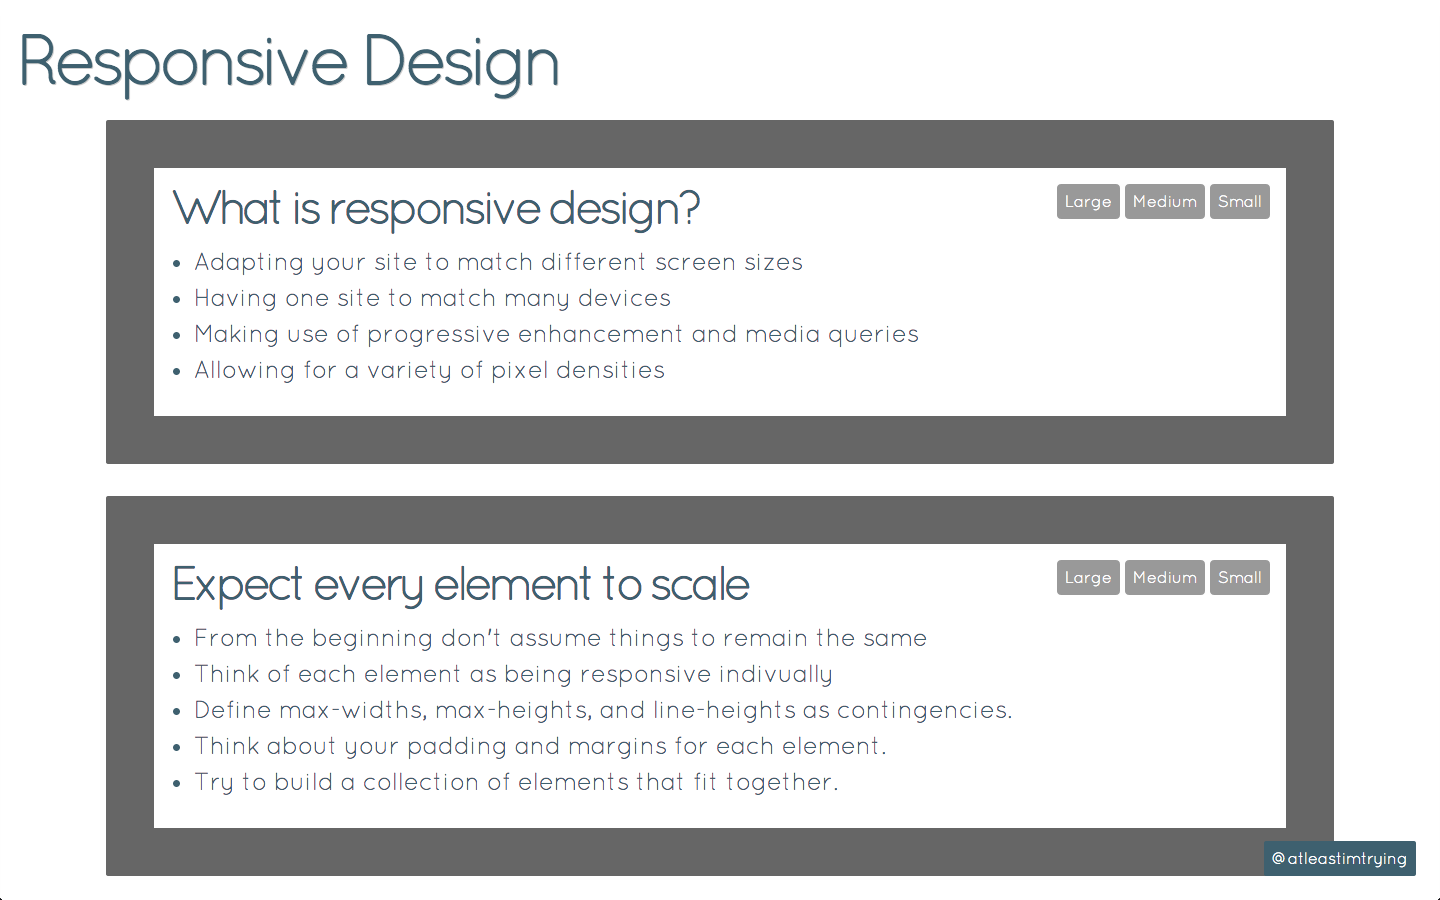 Responsive Design
What is responsive design?
Large Medium Small
• Adapting your site to match different screen sizes
• Having one site to match many devices
• Making use of progressive enhancement and media queries
• Allowing for a variety of pixel densities
Expect every element to scale
Large Medium Small
• From the beginning don't assume things to remain the same
• Think of each element as being responsive indivually
• Define max-widths, max-heights, and line-heights as contingencies.
• Think about your padding and margins for each element.
• Try to build a collection of elements that fit together.
@atleastimtrying